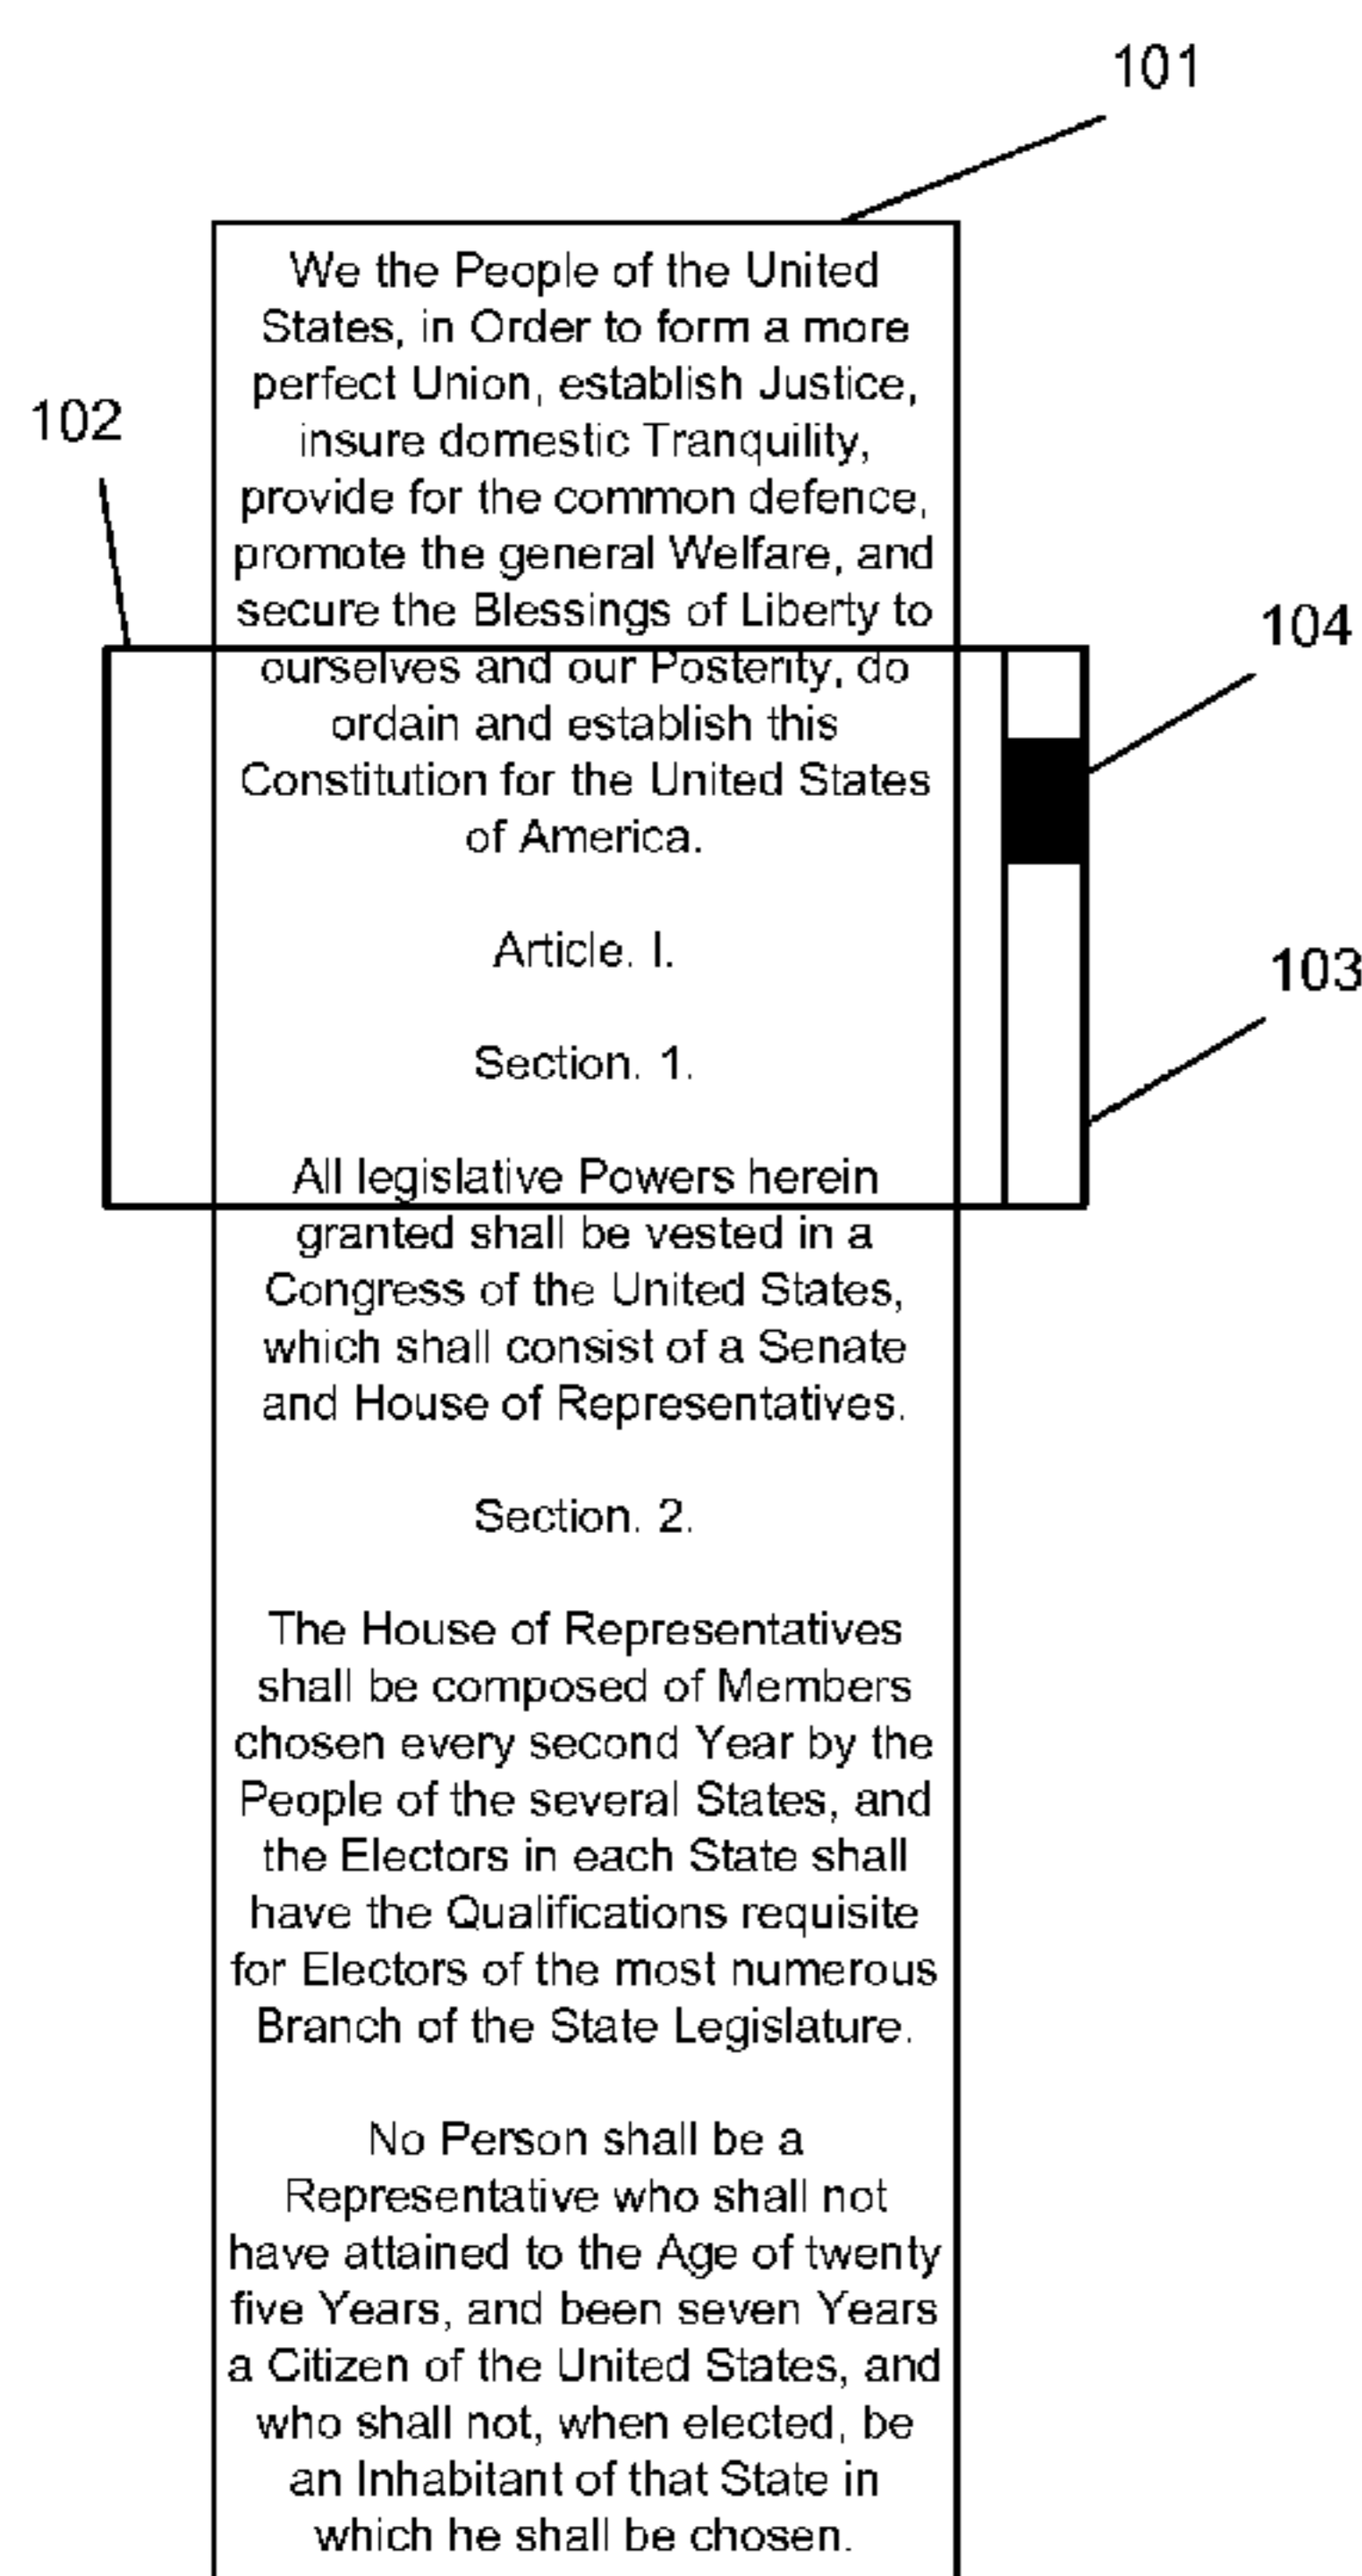 101
We the People of the United
States, in Order to form a more
perfect Union, establish Justice,
102
insure domestic Tranquility,
provide for the common defence,
promote the general Welfare, and
secure the Blessings of Liberty to
104
ourselves and our Posterity, do
ordain and establish this
Constitution for the United States
of America.
Article. I.
103
Section. 1.
All legislative Powers herein
granted shall be vested in a
Congress of the United States,
which shall consist of a Senate
and House of Representatives.
Section. 2.
The House of Representatives
shall be composed of Members
chosen every second Year by the
People of the several States, and
the Electors in each State shall
have the Qualifications requisite
for Electors of the most numerous
Branch of the State Legislature.
No Person shall be a
Representative who shall not
have attained to the Age of twenty
five Years, and been seven Years
a Citizen of the United States, and
who shall not, when elected, be
an Inhabitant of that State in
which he shall be chosen.